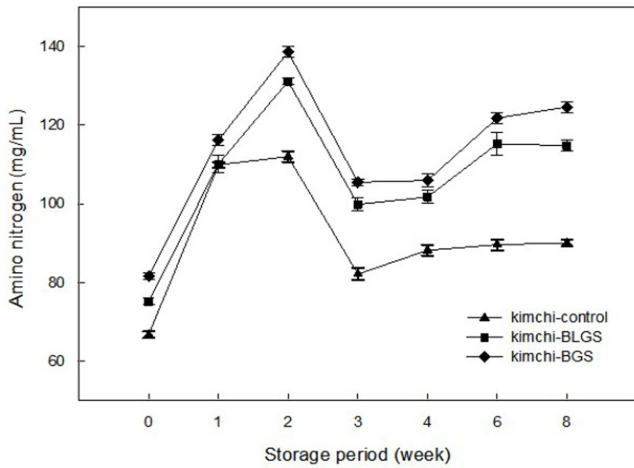 Amino nitrogen (mg/mL)
140
120
100
80
60
kimchi-control
kimchi-BLGS
kimchi-BGS
0 1 2 3 4 6 8
Storage period (week)